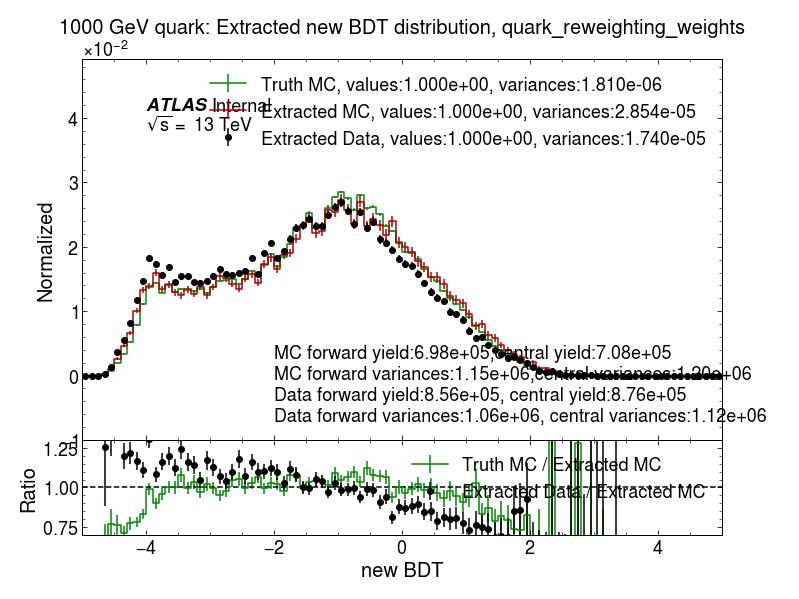 1000 GeV quark: Extracted new BDT distribution, quark_reweighting_weights
×10⁻²
Truth MC, values:1.000e+00, variances:1.810e-06
ATLAS Internal
Extracted MC, values:1.000e+00, variances:2.854e-05
√s = 13 TeV
Extracted Data, values:1.000e+00, variances:1.740e-05
4
3
2
1
0
Normalized
MC forward yield:6.98e+05, central yield:7.08e+05
MC forward variances:1.15e+06, central variances:1.20e+06
Data forward yield:8.56e+05, central yield:8.76e+05
Data forward variances:1.06e+06, central variances:1.12e+06
1.25
1.00
0.75
Ratio
Truth MC / Extracted MC
Extracted Data / Extracted MC
−4 −2 0 2 4
new BDT